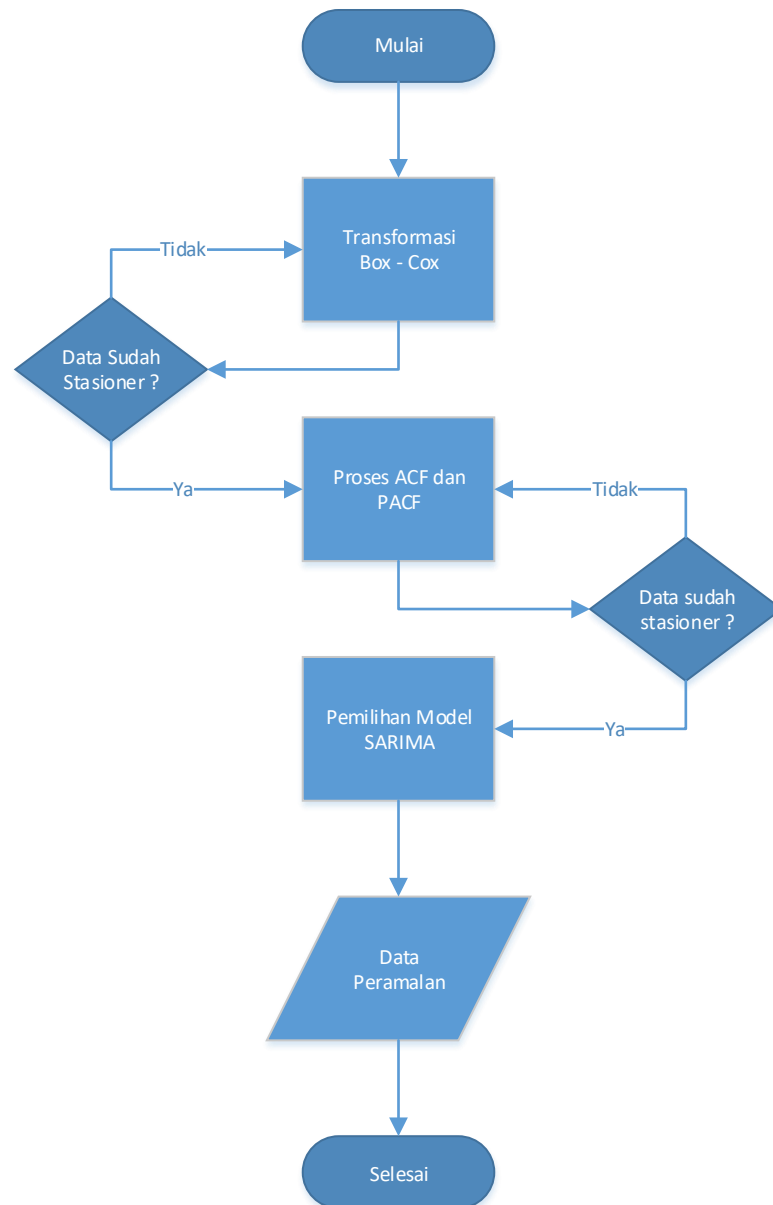 Mulai
Transformasi
Box - Cox
Tidak
Data Sudah
Stasioner ?
Ya
Proses ACF dan
PACF
Tidak
Data sudah
stasioner ?
Ya
Pemilihan Model
SARIMA
Data
Peramalan
Selesai